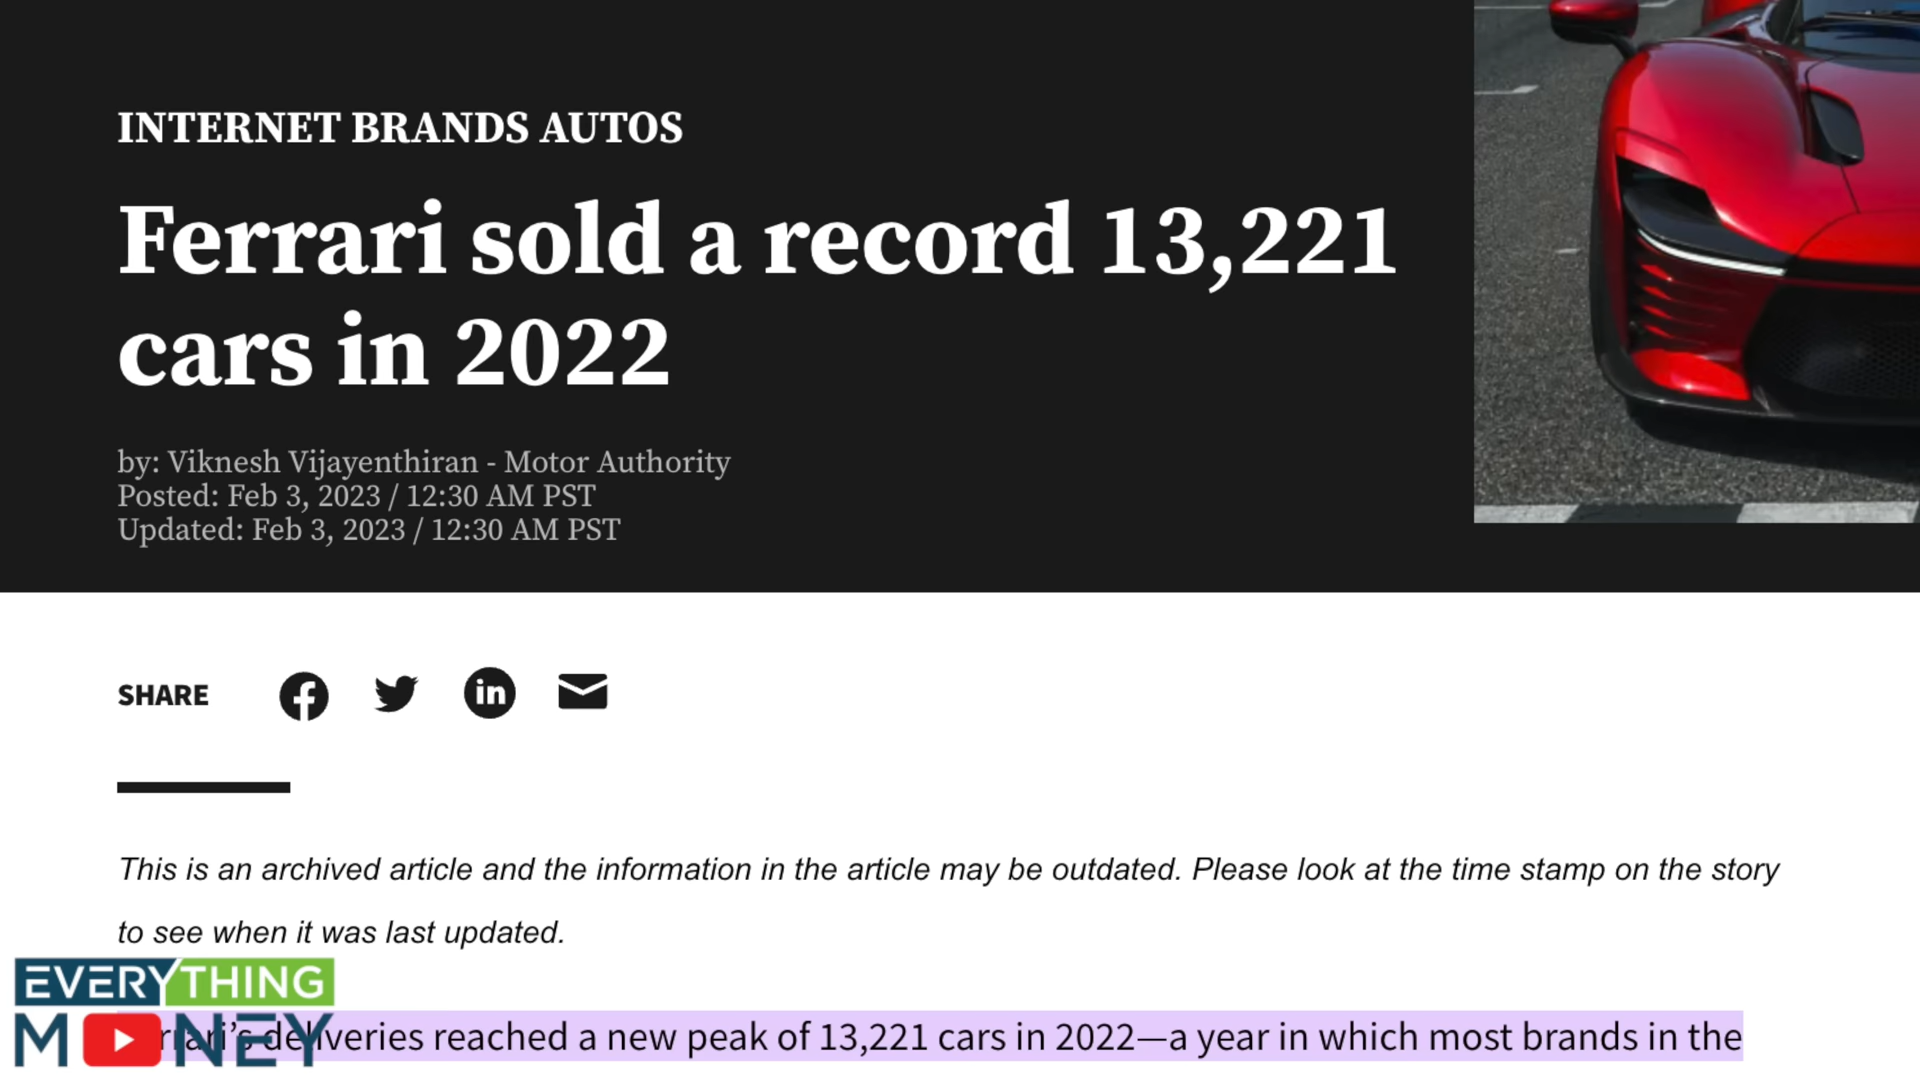 INTERNET BRANDS AUTOS
Ferrari sold a record 13,221
cars in 2022
by: Viknesh Vijayenthiran - Motor Authority
Posted: Feb 3, 2023 / 12:30 AM PST
Updated: Feb 3, 2023 / 12:30 AM PST
SHARE
This is an archived article and the information in the article may be outdated. Please look at the time stamp on the story
to see when it was last updated.
EVERYTHING
MONEY
Ferrari’s deliveries reached a new peak of 13,221 cars in 2022—a year in which most brands in the